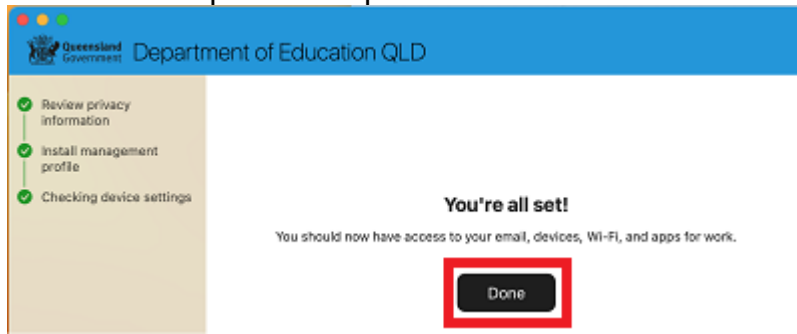 Queensland
Government
Department of Education QLD
Review privacy
information
Install management
profile
Checking device settings
You're all set!
You should now have access to your email, devices, Wi-Fi, and apps for work.
Done